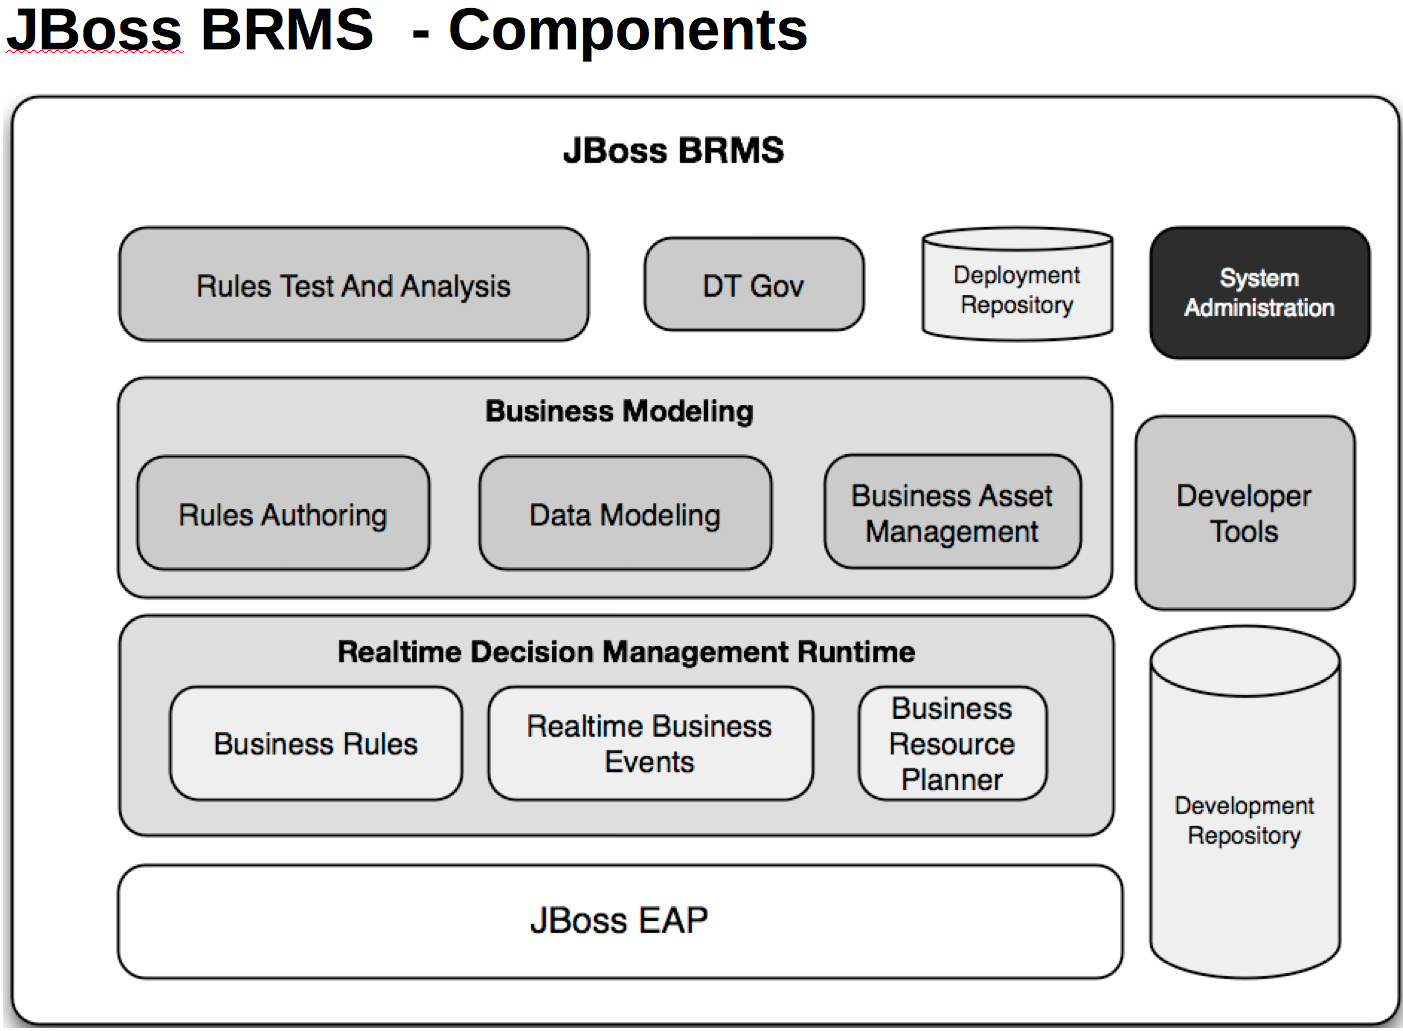 JBoss BRMS - Components
JBoss BRMS
Rules Test And Analysis
DT Gov
Deployment
Repository
System
Administration
Business Modeling
Rules Authoring
Data Modeling
Business Asset
Management
Developer
Tools
Realtime Decision Management Runtime
Business Rules
Realtime Business
Events
Business
Resource
Planner
Development
Repository
JBoss EAP